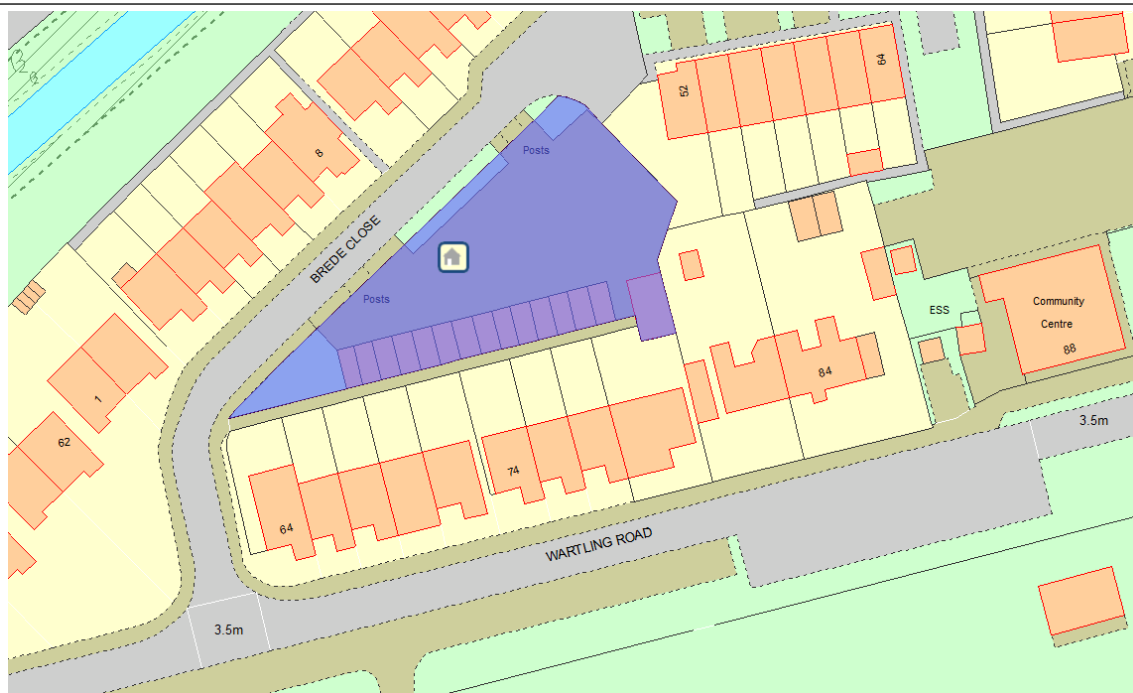 52
64
8
Posts
BREDE CLOSE
Posts
ESS
Community
Centre
88
1
84
62
3.5m
74
64
WARTLING ROAD
3.5m